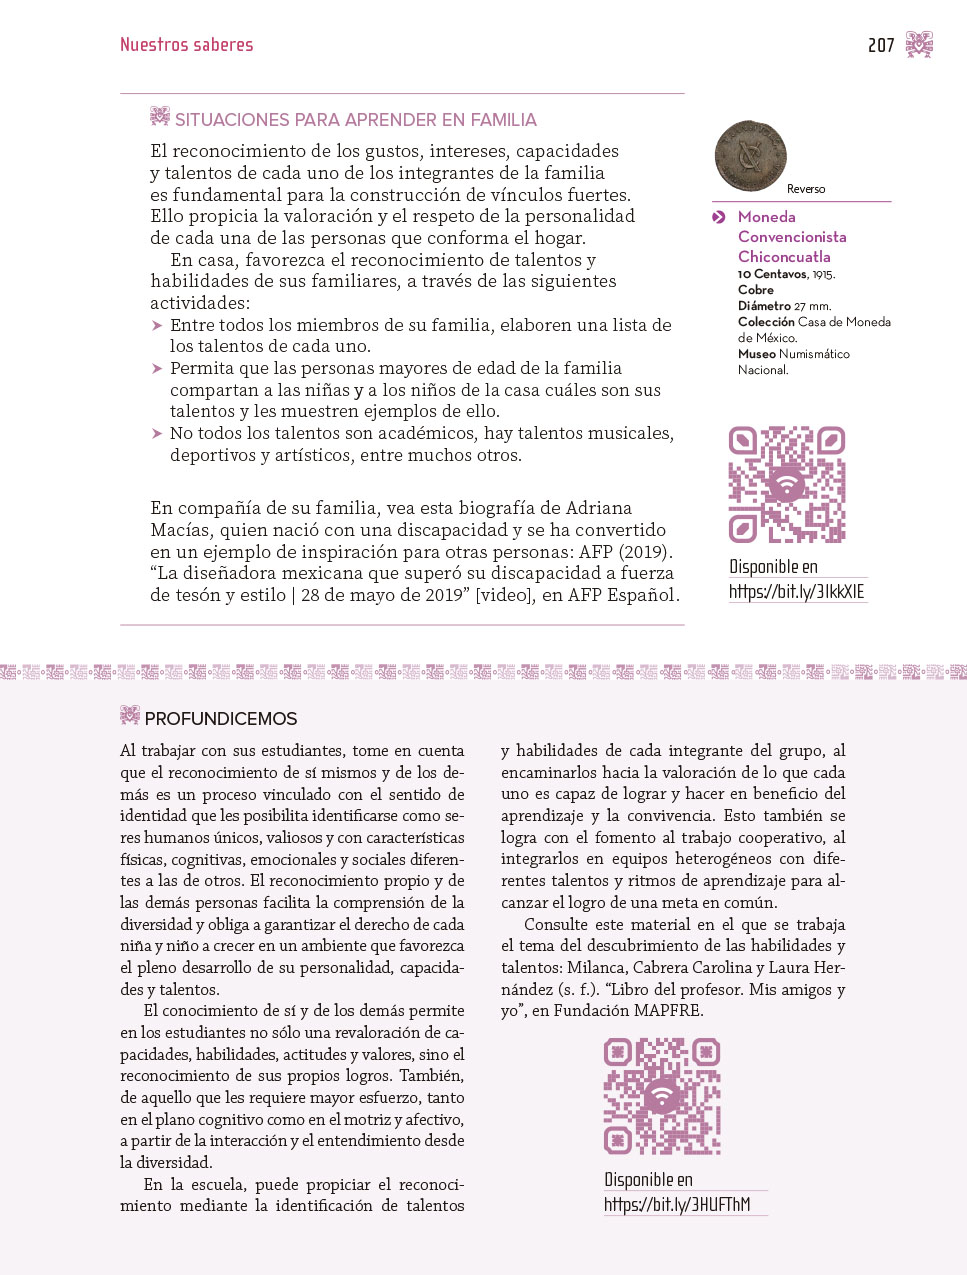 Nuestros saberes
207
SITUACIONES PARA APRENDER EN FAMILIA
El reconocimiento de los gustos, intereses, capacidades
y talentos de cada uno de los integrantes de la familia
es fundamental para la construcción de vínculos fuertes.
Ello propicia la valoración y el respeto de la personalidad
de cada una de las personas que conforma el hogar.
En casa, favorezca el reconocimiento de talentos y
habilidades de sus familiares, a través de las siguientes
actividades:
➤ Entre todos los miembros de su familia, elaboren una lista de
los talentos de cada uno.
➤ Permita que las personas mayores de edad de la familia
compartan a las niñas y a los niños de la casa cuáles son sus
talentos y les muestren ejemplos de ello.
➤ No todos los talentos son académicos, hay talentos musicales,
deportivos y artísticos, entre muchos otros.
En compañía de su familia, vea esta biografía de Adriana
Macías, quien nació con una discapacidad y se ha convertido
en un ejemplo de inspiración para otras personas: AFP (2019).
“La diseñadora mexicana que superó su discapacidad a fuerza
de tesón y estilo | 28 de mayo de 2019” [video], en AFP Español.
Reverso
Moneda
Convencionista
Chiconcuatla
10 Centavos, 1915.
Cobre
Diámetro 27 mm.
Colección Casa de Moneda
de México.
Museo Numismático
Nacional.
Disponible en
https://bit.ly/3IkkXlE
PROFUNDICEMOS
Al trabajar con sus estudiantes, tome en cuenta
que el reconocimiento de sí mismos y de los de-
más es un proceso vinculado con el sentido de
identidad que les posibilita identificarse como se-
res humanos únicos, valiosos y con características
físicas, cognitivas, emocionales y sociales diferen-
tes a las de otros. El reconocimiento propio y de
las demás personas facilita la comprensión de la
diversidad y obliga a garantizar el derecho de cada
niña y niño a crecer en un ambiente que favorezca
el pleno desarrollo de su personalidad, capacida-
des y talentos.
El conocimiento de sí y de los demás permite
en los estudiantes no sólo una revaloración de ca-
pacidades, habilidades, actitudes y valores, sino el
reconocimiento de sus propios logros. También,
de aquello que les requiere mayor esfuerzo, tanto
en el plano cognitivo como en el motriz y afectivo,
a partir de la interacción y el entendimiento desde
la diversidad.
En la escuela, puede propiciar el reconoci-
miento mediante la identificación de talentos
y habilidades de cada integrante del grupo, al
encaminarlos hacia la valoración de lo que cada
uno es capaz de lograr y hacer en beneficio del
aprendizaje y la convivencia. Esto también se
logra con el fomento al trabajo cooperativo, al
integrarlos en equipos heterogéneos con dife-
rentes talentos y ritmos de aprendizaje para al-
canzar el logro de una meta en común.
Consulte este material en el que se trabaja
el tema del descubrimiento de las habilidades y
talentos: Milanca, Cabrera Carolina y Laura Her-
nández (s. f.). “Libro del profesor. Mis amigos y
yo”, en Fundación MAPFRE.
Disponible en
https://bit.ly/3HUFThM